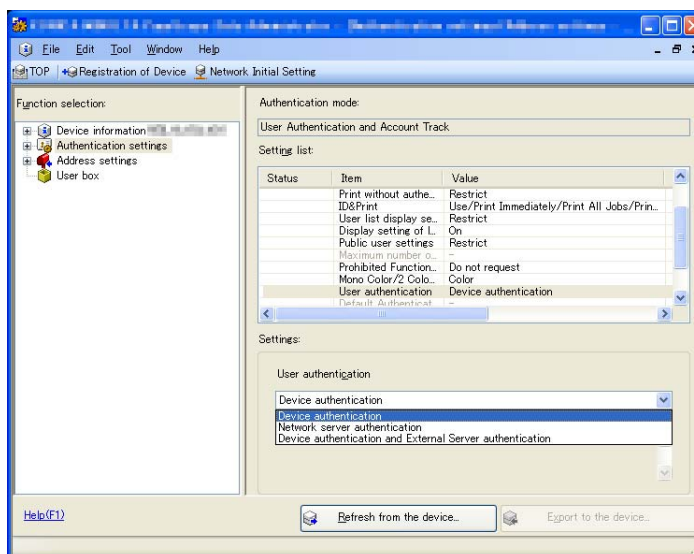 File Edit Tool Window Help
TOP Registration of Device Network Initial Setting
Function selection:
Device information
Authentication settings
Address settings
User box
Authentication mode:
User Authentication and Account Track
Setting list:
Status Item Value
Print without authe... Restrict
ID&Print Use/Print Immediately/Print All Jobs/Prin...
User list display se... Restrict
Display setting of I... On
Public user settings Restrict
Maximum number o... -
Prohibited Function... Do not request
Mono Color/2 Colo... Color
User authentication Device authentication
Default Authenticat... -
Settings:
User authentication
Device authentication
Device authentication
Network server authentication
Device authentication and External Server authentication
Help(F1)
Refresh from the device...
Export to the device...